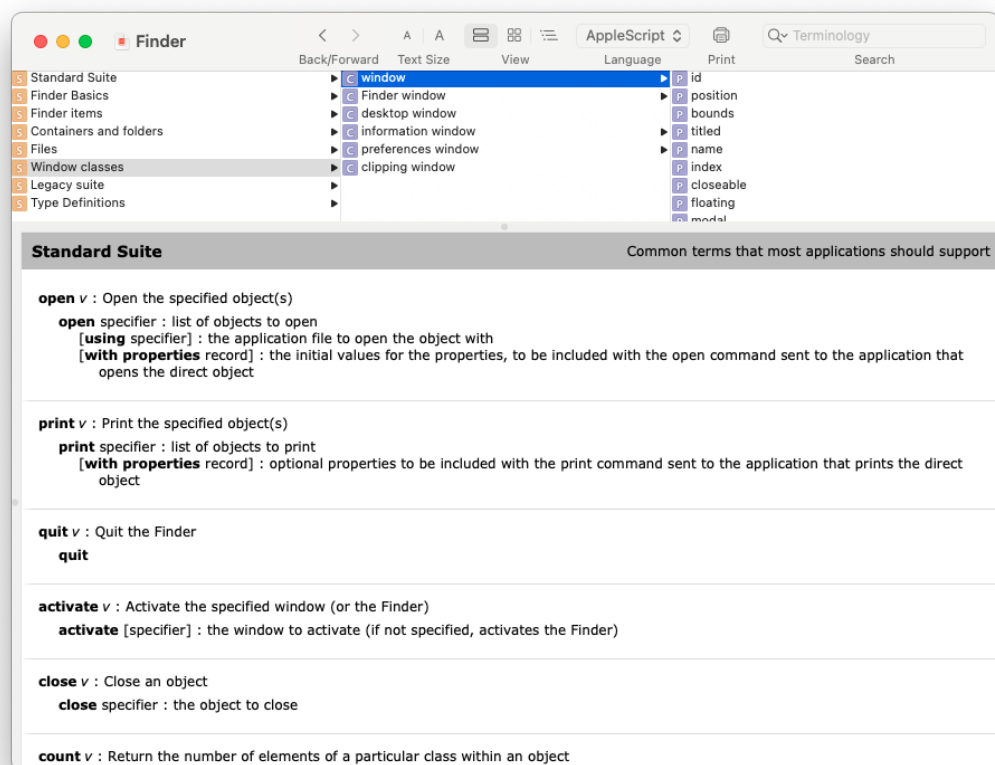 Finder
A A
AppleScript
Terminology
Back/Forward Text Size View Language Print Search
S Standard Suite
S Finder Basics
S Finder items
S Containers and folders
S Files
S Window classes
S Legacy suite
S Type Definitions
C window
C Finder window
C desktop window
C information window
C preferences window
C clipping window
P id
P position
P bounds
P titled
P name
P index
P closeable
P floating
P modal
Standard Suite Common terms that most applications should support
open v : Open the specified object(s)
open specifier : list of objects to open
[using specifier] : the application file to open the object with
[with properties record] : the initial values for the properties, to be included with the open command sent to the application that
opens the direct object
print v : Print the specified object(s)
print specifier : list of objects to print
[with properties record] : optional properties to be included with the print command sent to the application that prints the direct
object
quit v : Quit the Finder
quit
activate v : Activate the specified window (or the Finder)
activate [specifier] : the window to activate (if not specified, activates the Finder)
close v : Close an object
close specifier : the object to close
count v : Return the number of elements of a particular class within an object